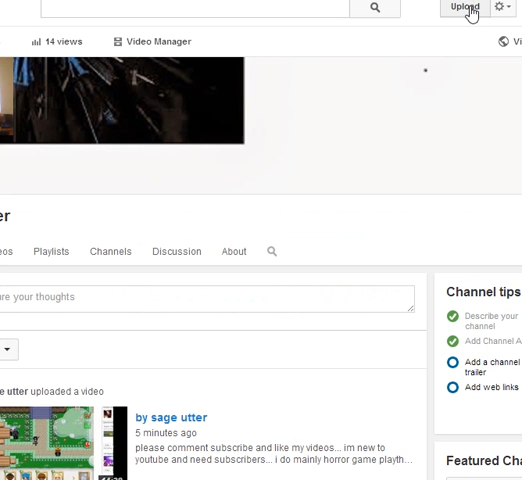 Upload
14 views Video Manager Vi
er
eos Playlists Channels Discussion About
are your thoughts
Channel tips
Describe your
channel
Add Channel A
Add a channel
trailer
Add web links
e utter uploaded a video
by sage utter
5 minutes ago
please comment subscribe and like my videos... im new to
youtube and need subscribers... i do mainly horror game playth...
Featured Cha